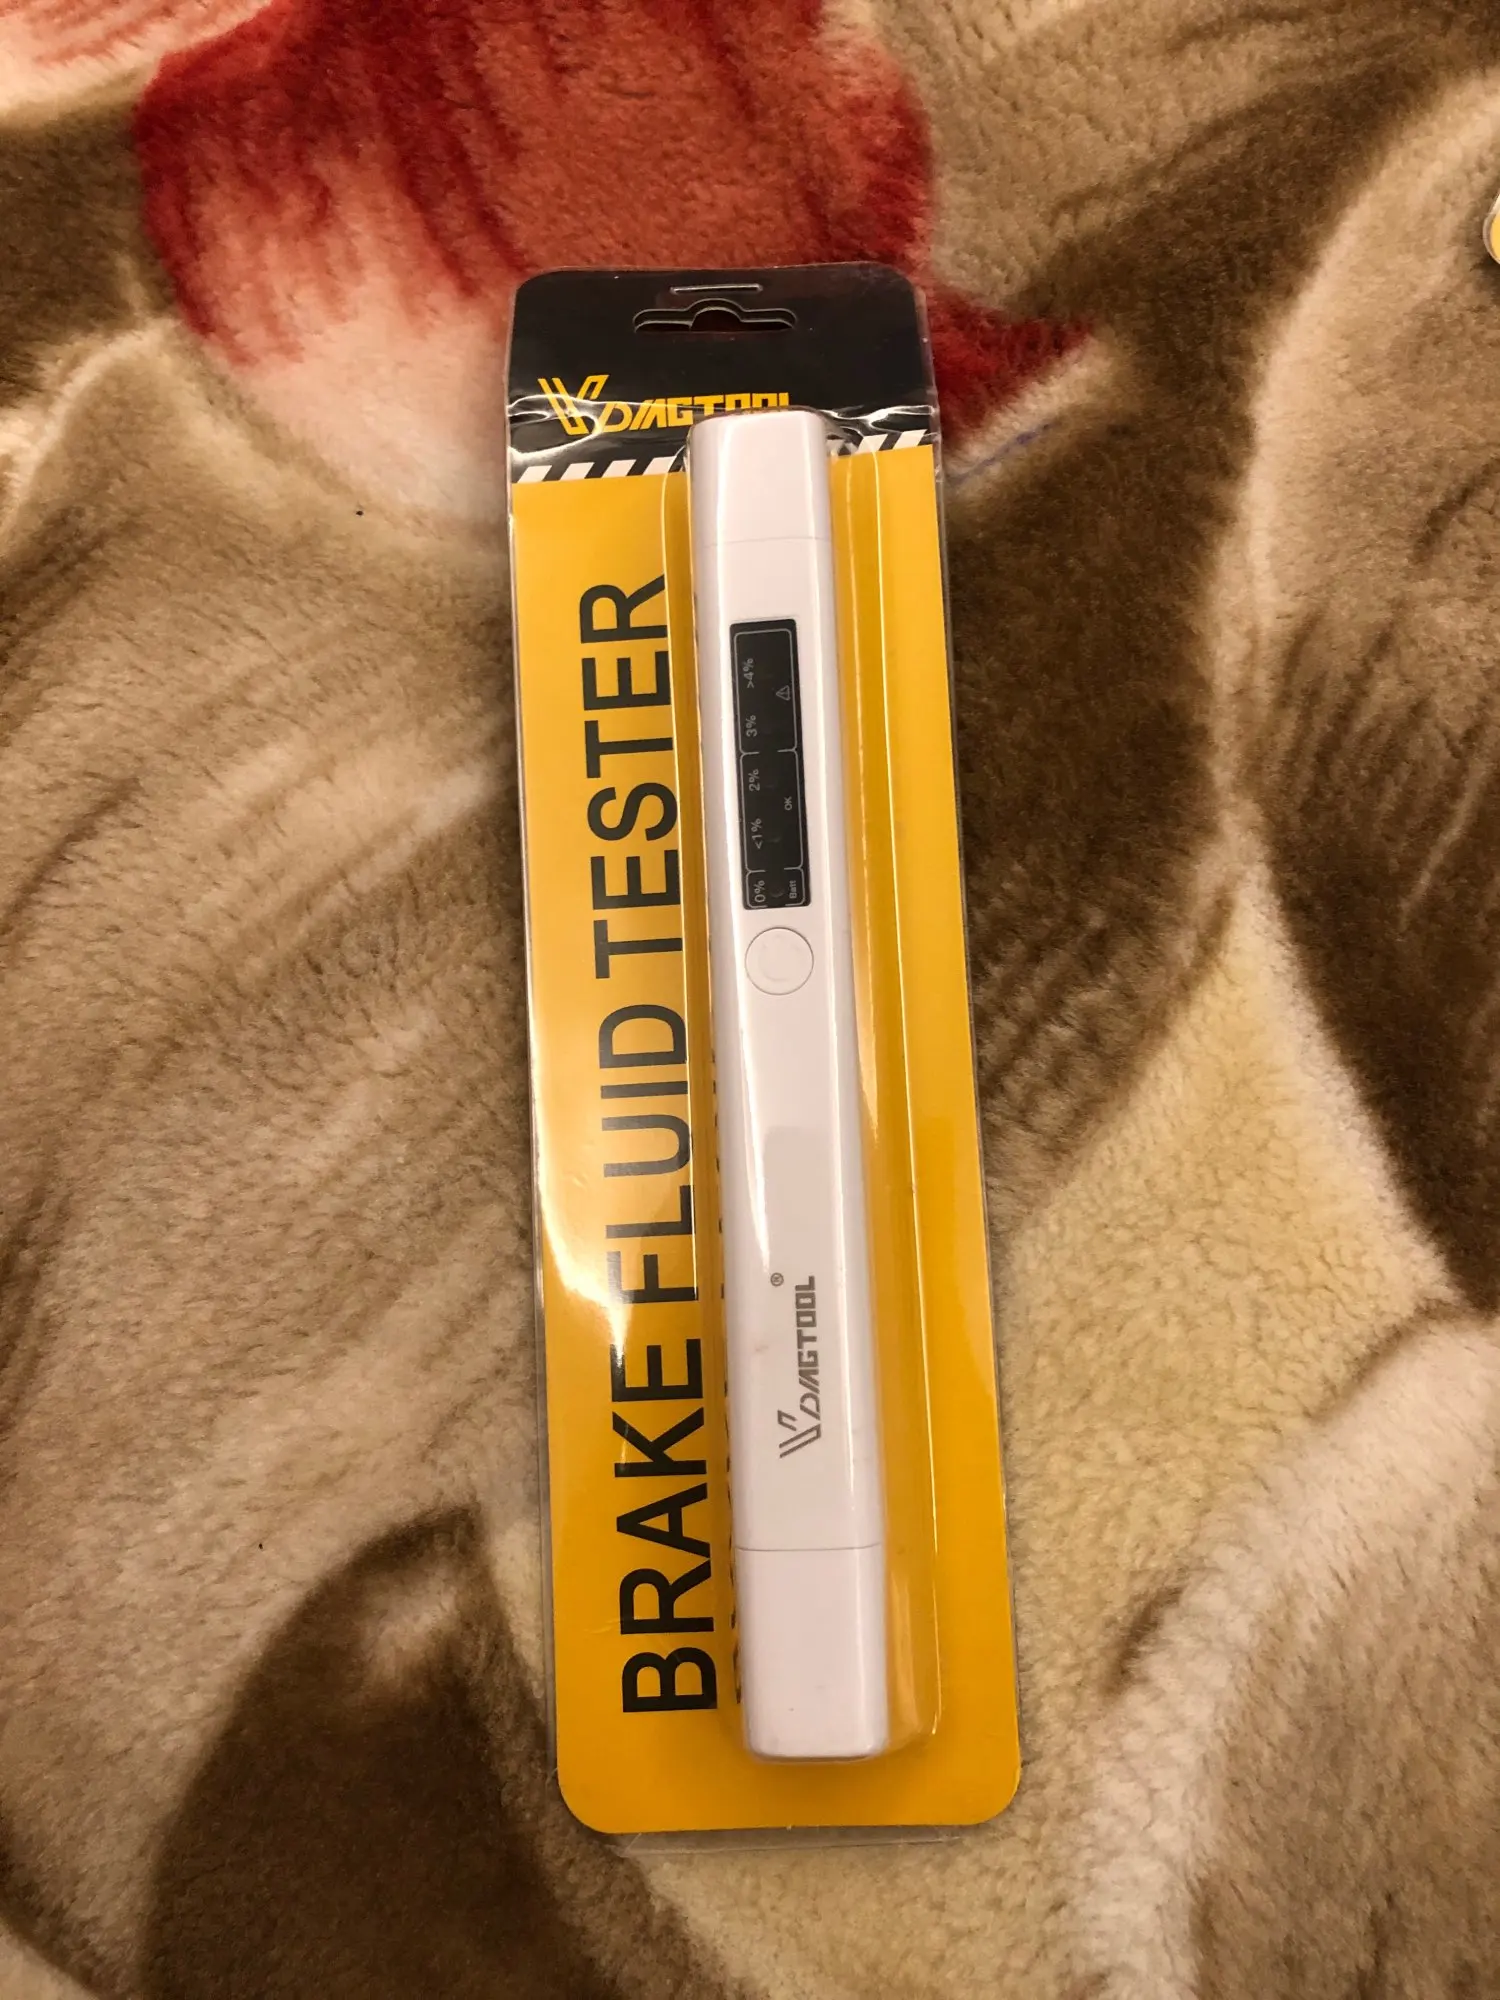 VDIAGTOOL
BRAKE FLUID TESTER
0% <1% 2% 3% >4%
Batt OK
VDIAGTOOL®